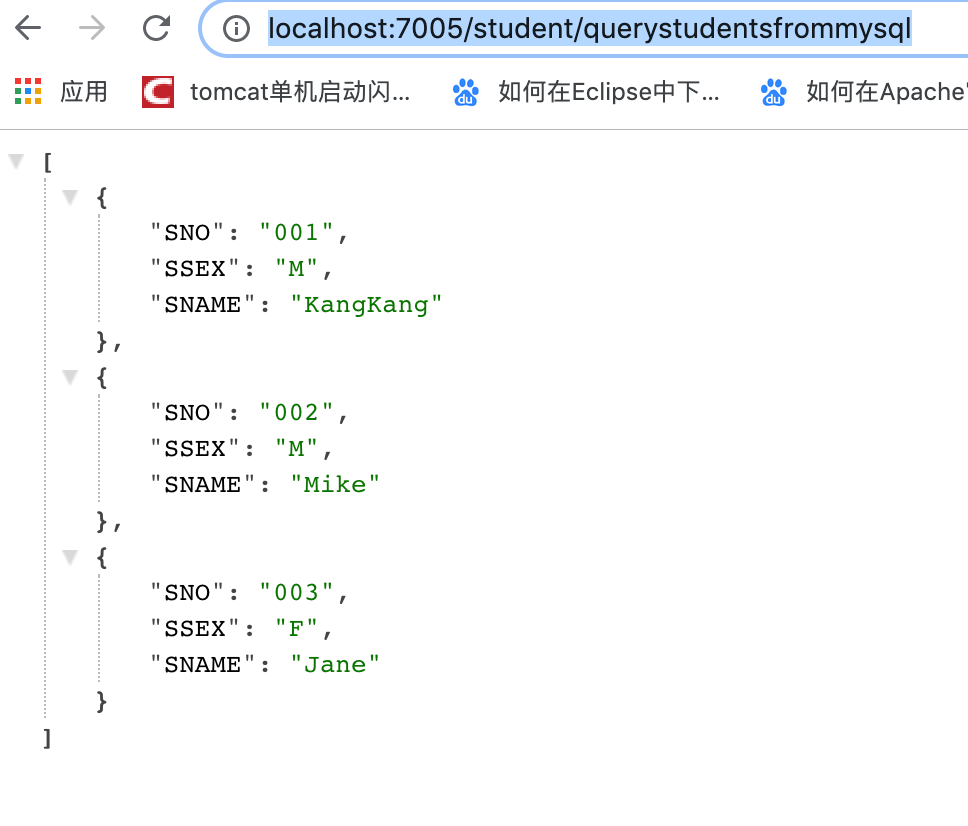 localhost:7005/student/querystudentsfrommysql
应用 tomcat单机启动闪... 如何在Eclipse中下... 如何在Apache
[
{
"SNO": "001",
"SSEX": "M",
"SNAME": "KangKang"
},
{
"SNO": "002",
"SSEX": "M",
"SNAME": "Mike"
},
{
"SNO": "003",
"SSEX": "F",
"SNAME": "Jane"
}
]